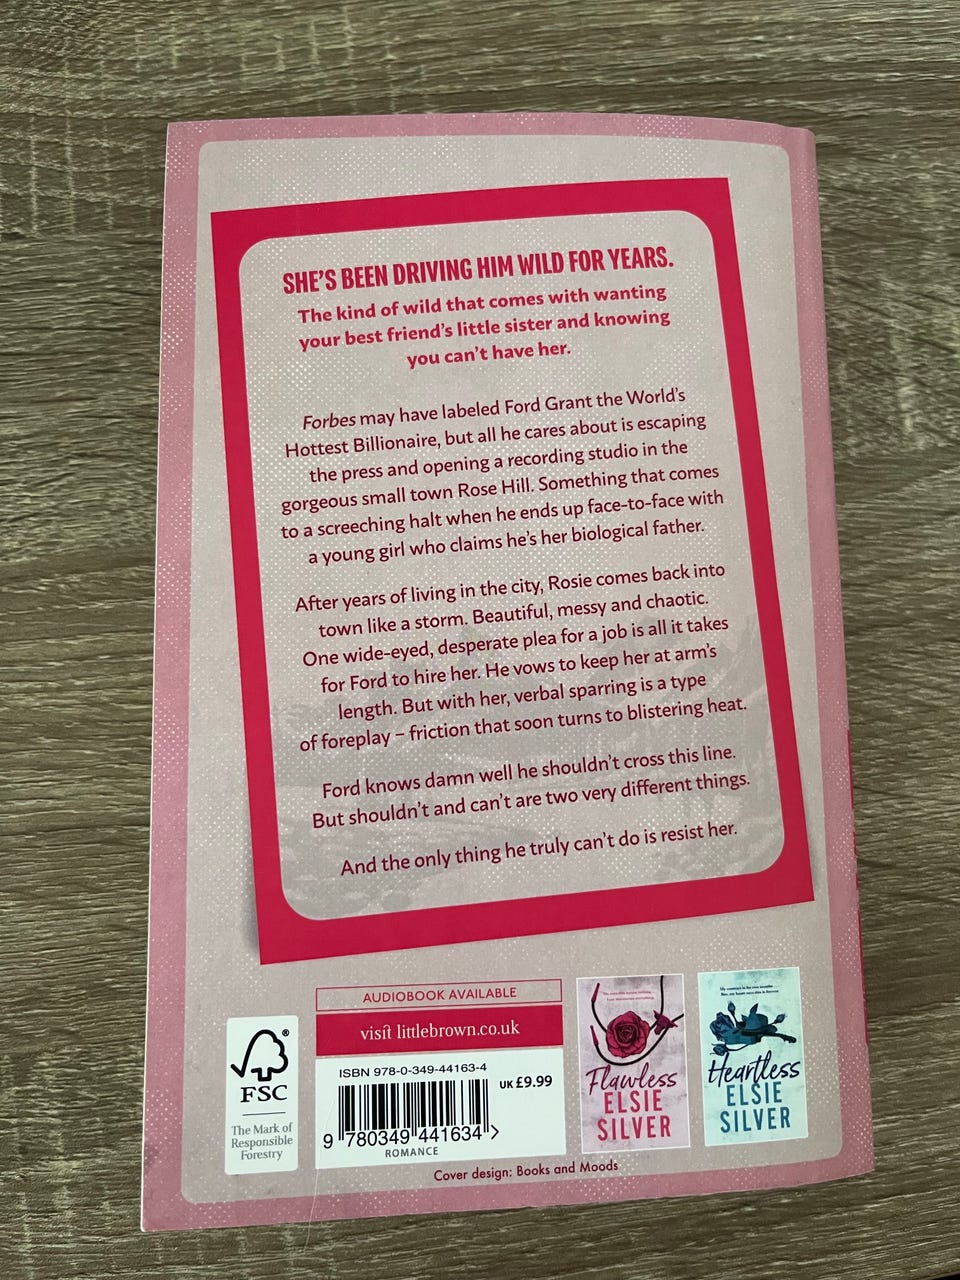 SHE'S BEEN DRIVING HIM WILD FOR YEARS.
The kind of wild that comes with wanting
your best friend's little sister and knowing
you can't have her.
Forbes may have labeled Ford Grant the World's
Hottest Billionaire, but all he cares about is escaping
the press and opening a recording studio in the
gorgeous small town Rose Hill. Something that comes
to a screeching halt when he ends up face-to-face with
a young girl who claims he's her biological father.
After years of living in the city, Rosie comes back into
town like a storm. Beautiful, messy and chaotic.
One wide-eyed, desperate plea for a job is all it takes
for Ford to hire her. He vows to keep her at arm's
length. But with her, verbal sparring is a type
of foreplay – friction that soon turns to blistering heat.
Ford knows damn well he shouldn't cross this line.
But shouldn't and can't are two very different things.
And the only thing he truly can't do is resist her.
FSC
®
The Mark of
Responsible
Forestry
AUDIOBOOK AVAILABLE
visit littlebrown.co.uk
ISBN 978-0-349-44163-4
UK £9.99
9 780349 441634 >
ROMANCE
Flawless
ELSIE
SILVER
Heartless
ELSIE
SILVER
Cover design: Books and Moods